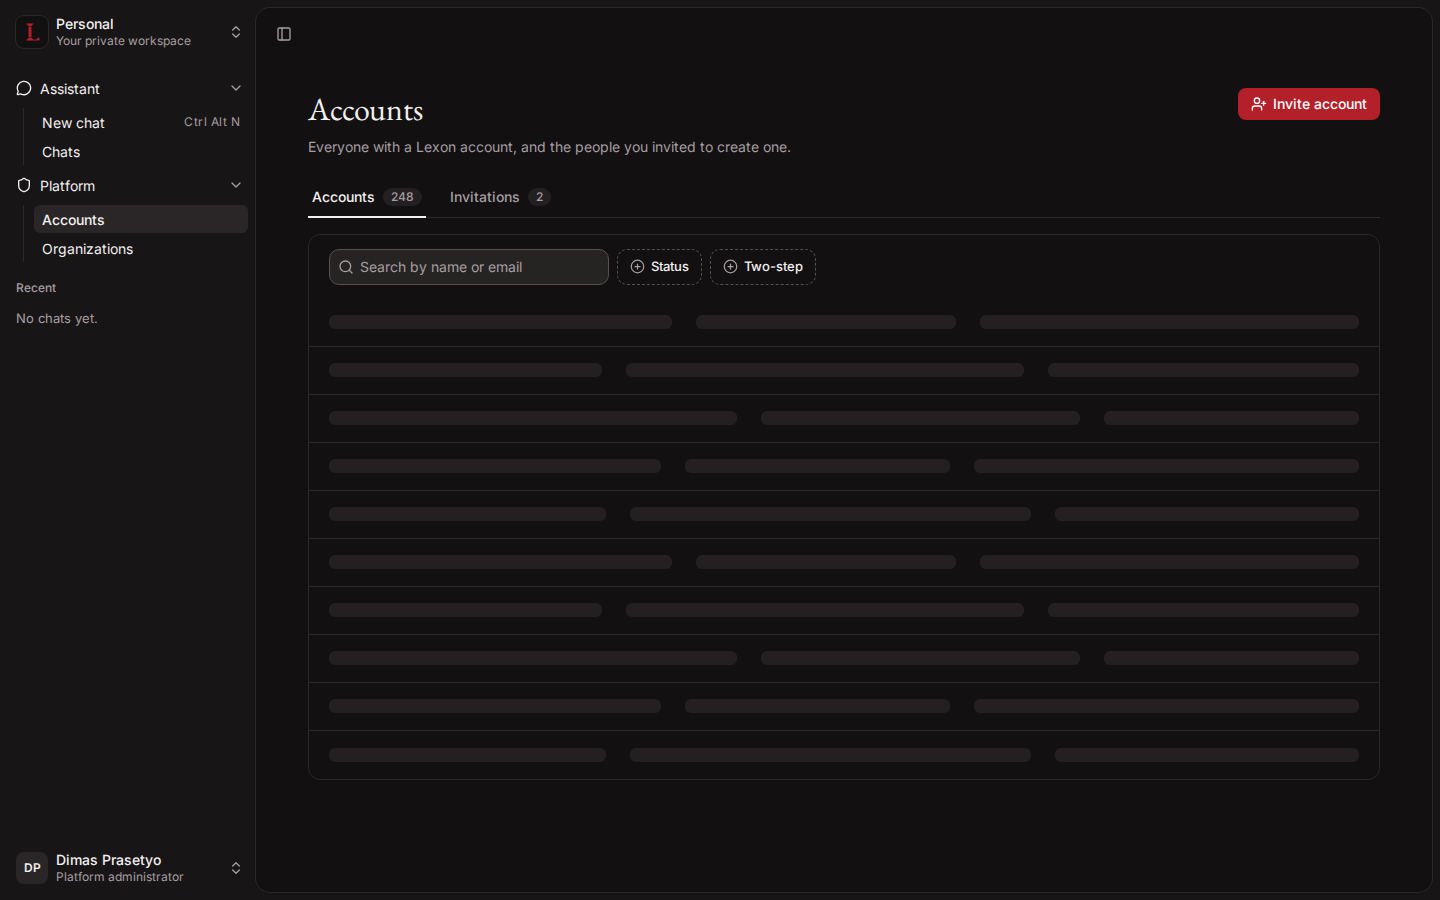 L
Personal
Your private workspace
Assistant
New chat Ctrl Alt N
Chats
Platform
Accounts
Organizations
Recent
No chats yet.
DP
Dimas Prasetyo
Platform administrator
Accounts
Invite account
Everyone with a Lexon account, and the people you invited to create one.
Accounts 248 Invitations 2
Search by name or email Status Two-step